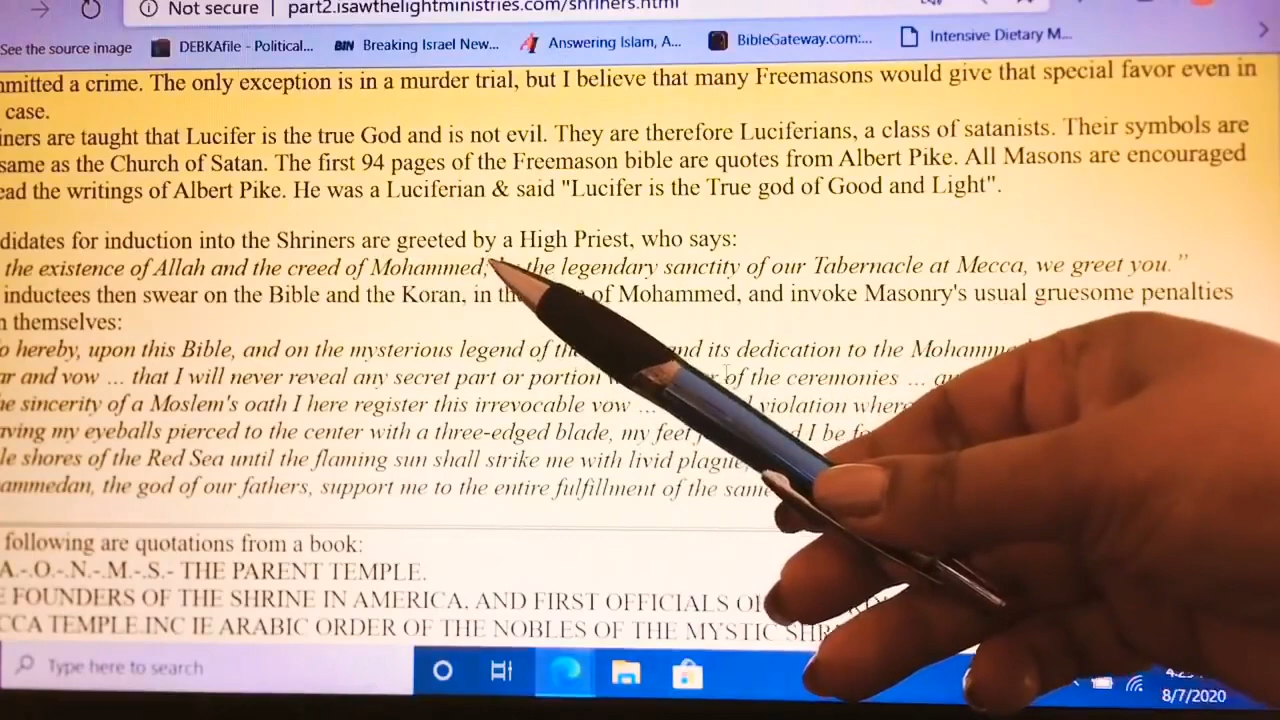 Not secure | part2.isawthelightministries.com/shriners.html
See the source image DEBKAfile - Political... BIN Breaking Israel New... Answering Islam, A... BibleGateway.com:... Intensive Dietary M...
mmitted a crime. The only exception is in a murder trial, but I believe that many Freemasons would give that special favor even in
case.
iners are taught that Lucifer is the true God and is not evil. They are therefore Luciferians, a class of satanists. Their symbols are
same as the Church of Satan. The first 94 pages of the Freemason bible are quotes from Albert Pike. All Masons are encouraged
ead the writings of Albert Pike. He was a Luciferian & said "Lucifer is the True god of Good and Light".
didates for induction into the Shriners are greeted by a High Priest, who says:
the existence of Allah and the creed of Mohammed, the legendary sanctity of our Tabernacle at Mecca, we greet you."
inductees then swear on the Bible and the Koran, in of Mohammed, and invoke Masonry's usual gruesome penalties
n themselves:
o hereby, upon this Bible, and on the mysterious legend of and its dedication to the
ar and vow ... that I will never reveal any secret part or portion of the ceremonies ...
he sincerity of a Moslem's oath I here register this irrevocable vow ... violation
ving my eyeballs pierced to the center with a three-edged blade, my feet I be
le shores of the Red Sea until the flaming sun shall strike me with livid plague,
ammedan, the god of our fathers, support me to the entire fulfillment of the same
following are quotations from a book:
A.-.O.-.N.-.M.-.S.- THE PARENT TEMPLE.
E FOUNDERS OF THE SHRINE IN AMERICA, AND FIRST OFFICIALS
CCA TEMPLE INC IE ARABIC ORDER OF THE NOBLES OF THE MYSTIC
Type here to search
8/7/2020